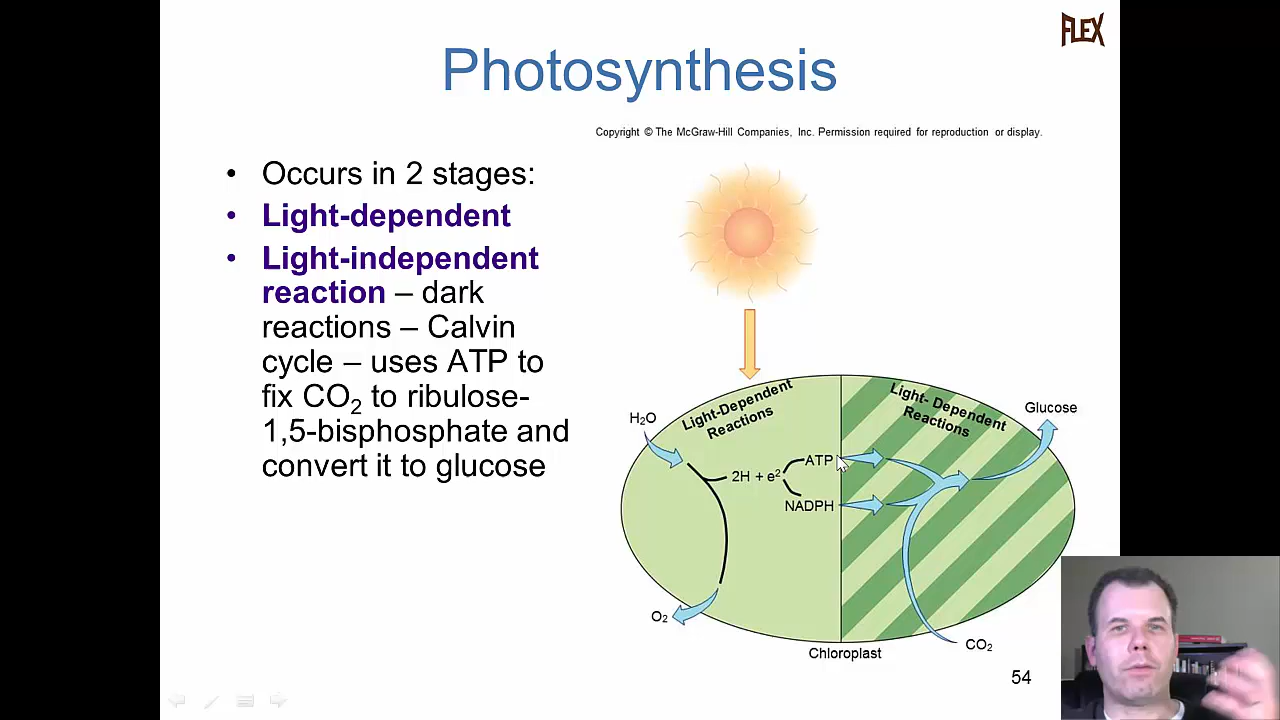 FLEX
Photosynthesis
Copyright © The McGraw-Hill Companies, Inc. Permission required for reproduction or display.
• Occurs in 2 stages:
• Light-dependent
• Light-independent
reaction – dark
reactions – Calvin
cycle – uses ATP to
fix CO₂ to ribulose-
1,5-bisphosphate and
convert it to glucose
Light-Dependent
Reactions
Light- Dependent
Reactions
Glucose
H₂O
ATP
2H + e²
NADPH
O₂
CO₂
Chloroplast
54